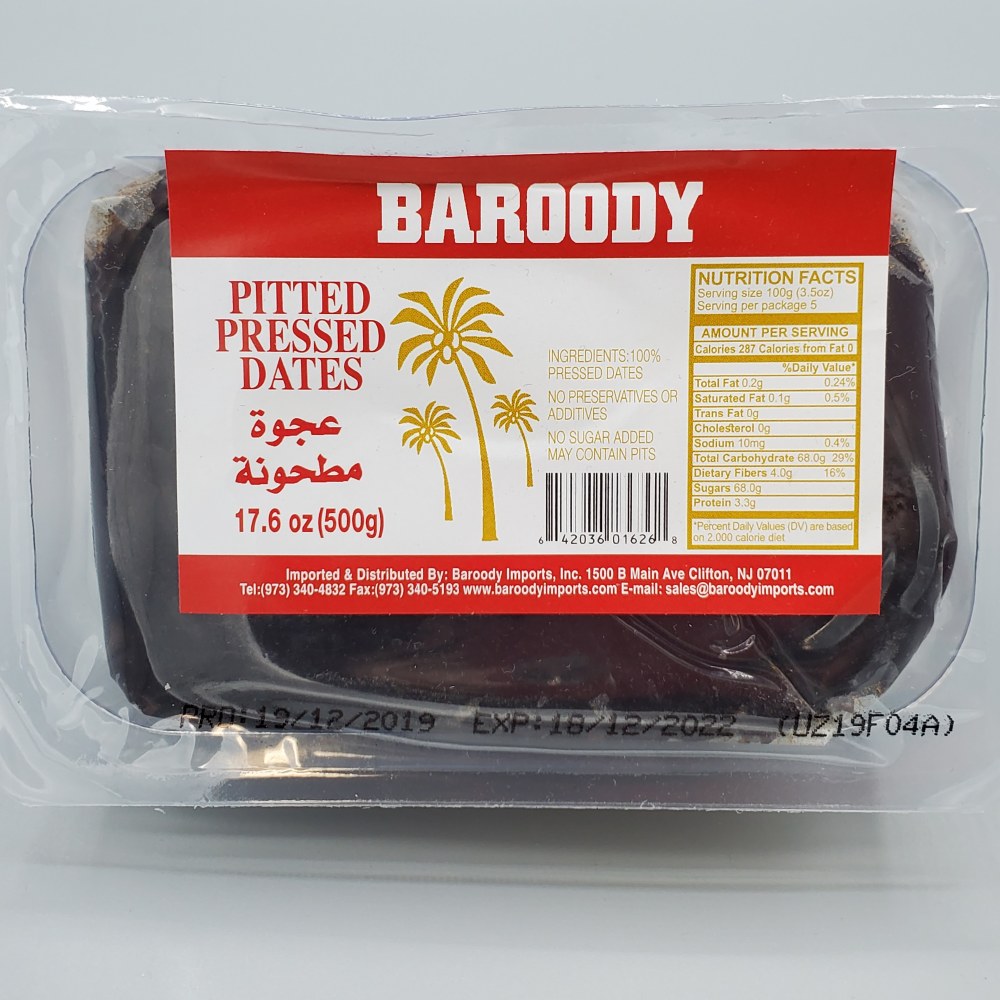 BAROODY
PITTED
PRESSED
DATES
عجوة
مطحونة
17.6 oz (500g)
INGREDIENTS:100%
PRESSED DATES
NO PRESERVATIVES OR
ADDITIVES
NO SUGAR ADDED
MAY CONTAIN PITS
6 42036 01626 8
NUTRITION FACTS
Serving size 100g (3.5oz)
Serving per package 5
AMOUNT PER SERVING
Calories 287 Calories from Fat 0
%Daily Value*
Total Fat 0.2g 0.24%
Saturated Fat 0.1g 0.5%
Trans Fat 0g
Cholesterol 0g
Sodium 10mg 0.4%
Total Carbohydrate 68.0g 29%
Dietary Fibers 4.0g 16%
Sugars 68.0g
Protein 3.3g
*Percent Daily Values (DV) are based
on 2.000 calorie diet
Imported & Distributed By: Baroody Imports, Inc. 1500 B Main Ave Clifton, NJ 07011
Tel:(973) 340-4832 Fax:(973) 340-5193 www.baroodyimports.com E-mail: sales@baroodyimports.com
PRD:19/12/2019 EXP:18/12/2022 (UZ19F04A)